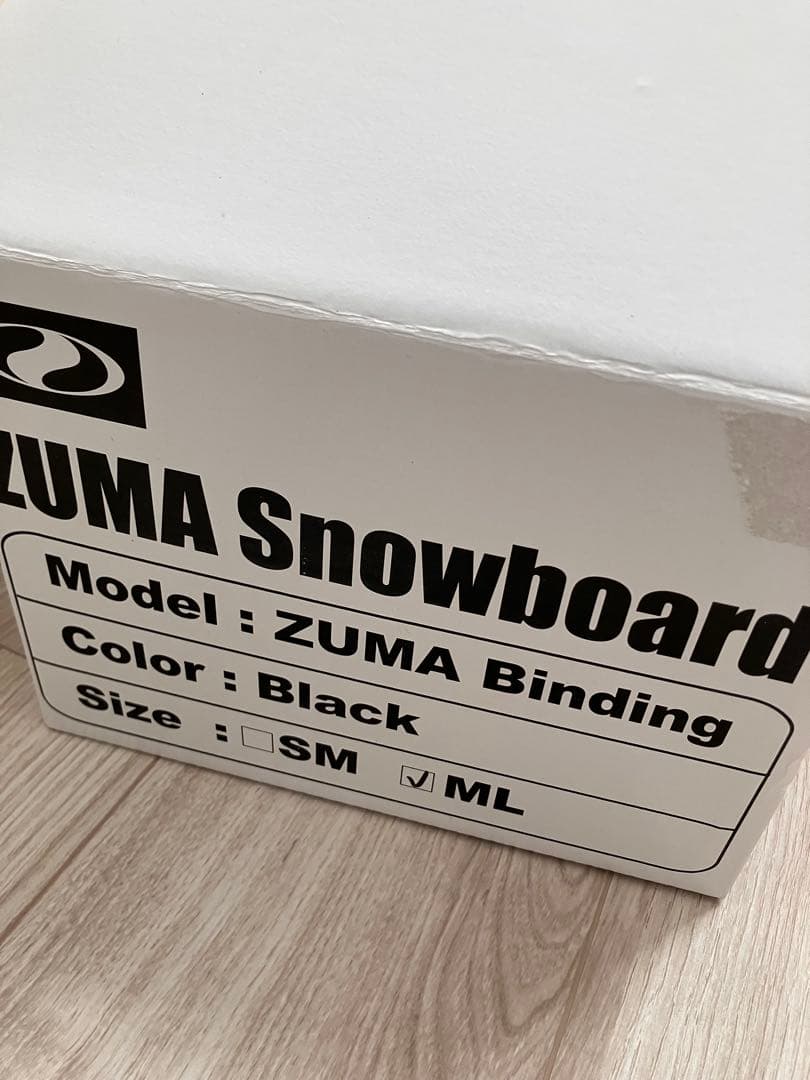 ZUMA Snowboard
Model : ZUMA Binding
Color : Black
Size : ☐SM ☑ML